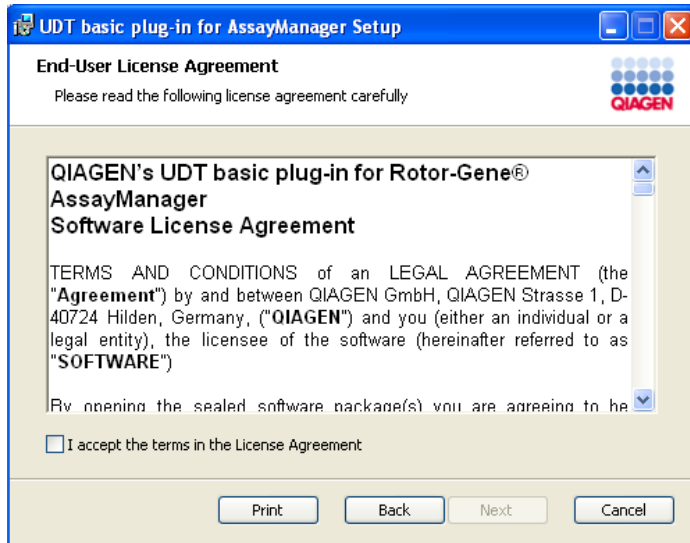 UDT basic plug-in for AssayManager Setup
End-User License Agreement
Please read the following license agreement carefully
QIAGEN
QIAGEN's UDT basic plug-in for Rotor-Gene®
AssayManager
Software License Agreement
TERMS AND CONDITIONS of an LEGAL AGREEMENT (the
"Agreement") by and between QIAGEN GmbH, QIAGEN Strasse 1, D-
40724 Hilden, Germany, ("QIAGEN") and you (either an individual or a
legal entity), the licensee of the software (hereinafter referred to as
"SOFTWARE")
By opening the sealed software package(s) you are agreeing to be
I accept the terms in the License Agreement
Print Back Next Cancel